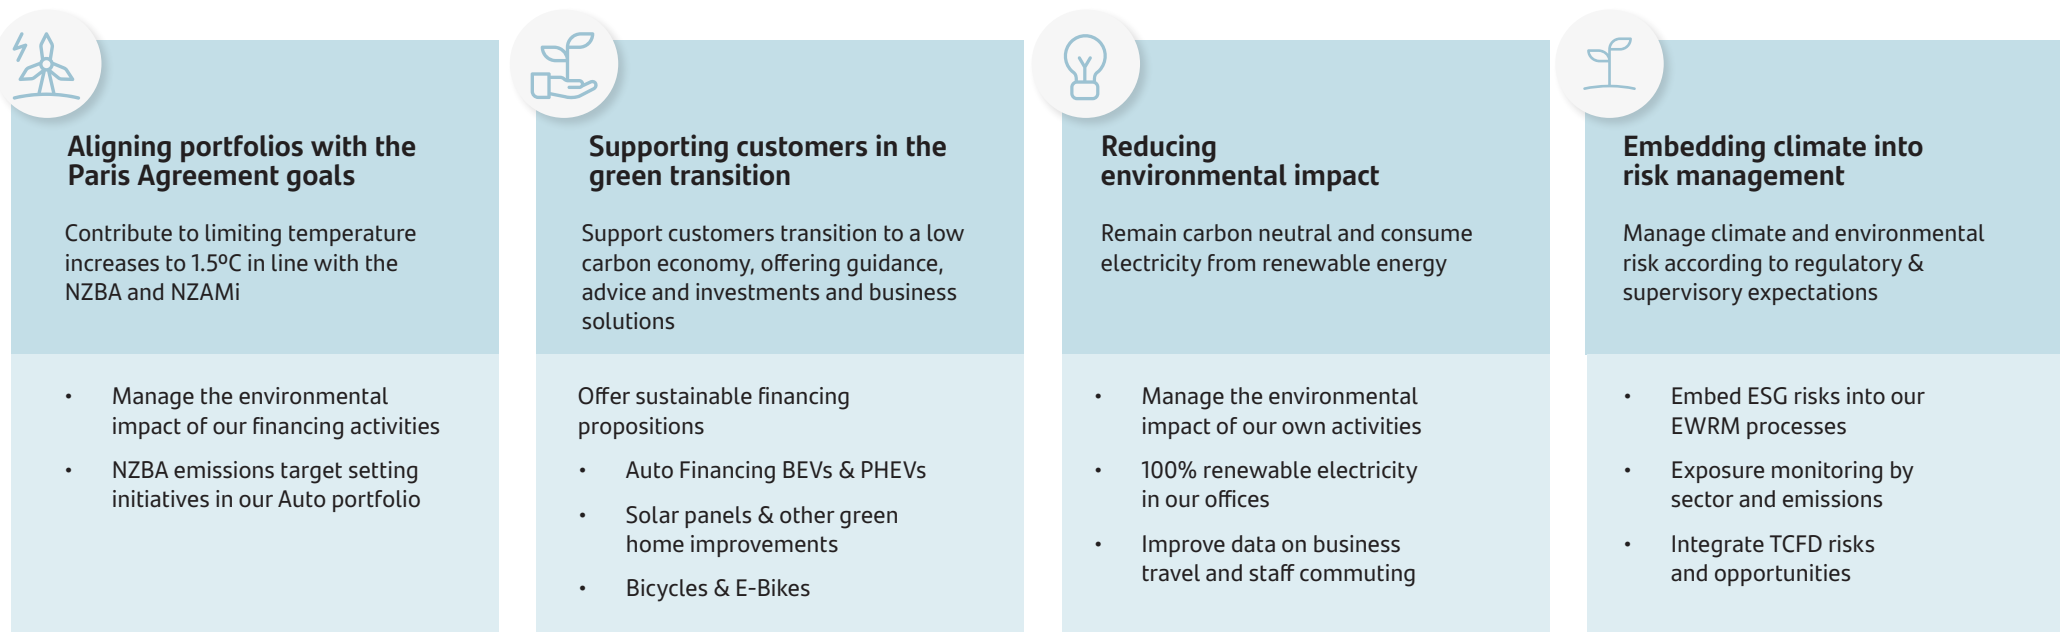 Aligning portfolios with the
Paris Agreement goals
Contribute to limiting temperature
increases to 1.5ºC in line with the
NZBA and NZAMi
• Manage the environmental
impact of our financing activities
• NZBA emissions target setting
initiatives in our Auto portfolio
Supporting customers in the
green transition
Support customers transition to a low
carbon economy, offering guidance,
advice and investments and business
solutions
Offer sustainable financing
propositions
• Auto Financing BEVs & PHEVs
• Solar panels & other green
home improvements
• Bicycles & E-Bikes
Reducing
environmental impact
Remain carbon neutral and consume
electricity from renewable energy
• Manage the environmental
impact of our own activities
• 100% renewable electricity
in our offices
• Improve data on business
travel and staff commuting
Embedding climate into
risk management
Manage climate and environmental
risk according to regulatory &
supervisory expectations
• Embed ESG risks into our
EWRM processes
• Exposure monitoring by
sector and emissions
• Integrate TCFD risks
and opportunities